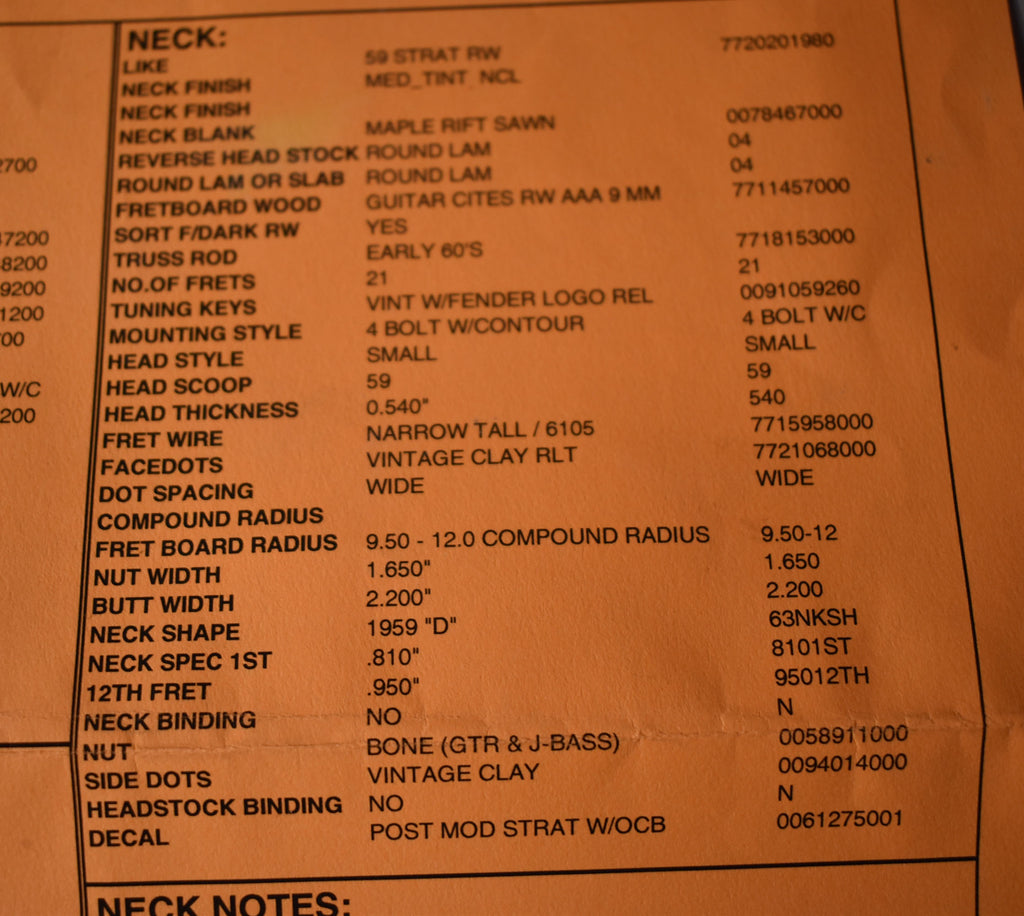 2700
7200
8200
9200
1200
00
W/C
200
NECK:
LIKE 59 STRAT RW 7720201980
NECK FINISH MED_TINT NCL
NECK FINISH
NECK BLANK MAPLE RIFT SAWN 0078467000
REVERSE HEAD STOCK ROUND LAM 04
ROUND LAM OR SLAB ROUND LAM 04
FRETBOARD WOOD GUITAR CITES RW AAA 9 MM 7711457000
SORT F/DARK RW YES
TRUSS ROD EARLY 60'S 7718153000
NO.OF FRETS 21 21
TUNING KEYS VINT W/FENDER LOGO REL 0091059260
MOUNTING STYLE 4 BOLT W/CONTOUR 4 BOLT W/C
HEAD STYLE SMALL SMALL
HEAD SCOOP 59 59
HEAD THICKNESS 0.540" 540
FRET WIRE NARROW TALL / 6105 7715958000
FACEDOTS VINTAGE CLAY RLT 7721068000
DOT SPACING WIDE WIDE
COMPOUND RADIUS
FRET BOARD RADIUS 9.50 - 12.0 COMPOUND RADIUS 9.50-12
NUT WIDTH 1.650" 1.650
BUTT WIDTH 2.200" 2.200
NECK SHAPE 1959 "D" 63NKSH
NECK SPEC 1ST .810" 8101ST
12TH FRET .950" 95012TH
NECK BINDING NO N
NUT BONE (GTR & J-BASS) 0058911000
SIDE DOTS VINTAGE CLAY 0094014000
HEADSTOCK BINDING NO N
DECAL POST MOD STRAT W/OCB 0061275001
NECK NOTES: